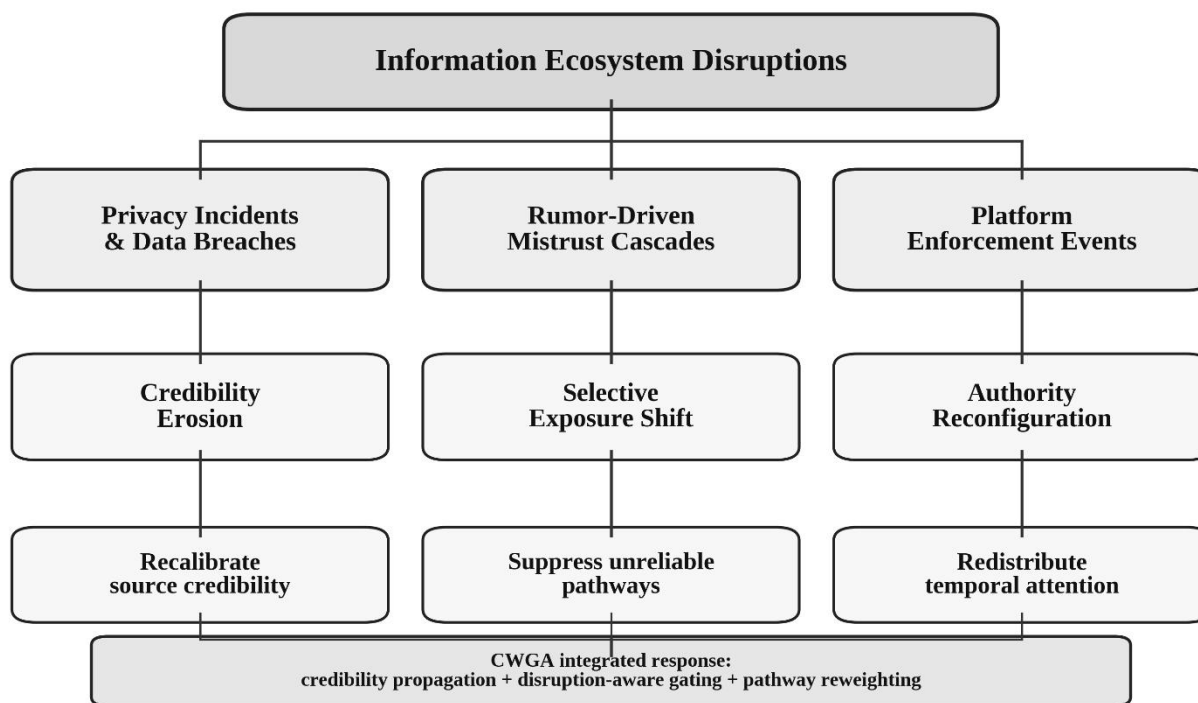 Information Ecosystem Disruptions
Privacy Incidents
& Data Breaches
Rumor-Driven
Mistrust Cascades
Platform
Enforcement Events
Credibility
Erosion
Selective
Exposure Shift
Authority
Reconfiguration
Recalibrate
source credibility
Suppress unreliable
pathways
Redistribute
temporal attention
CWGA integrated response:
credibility propagation + disruption-aware gating + pathway reweighting